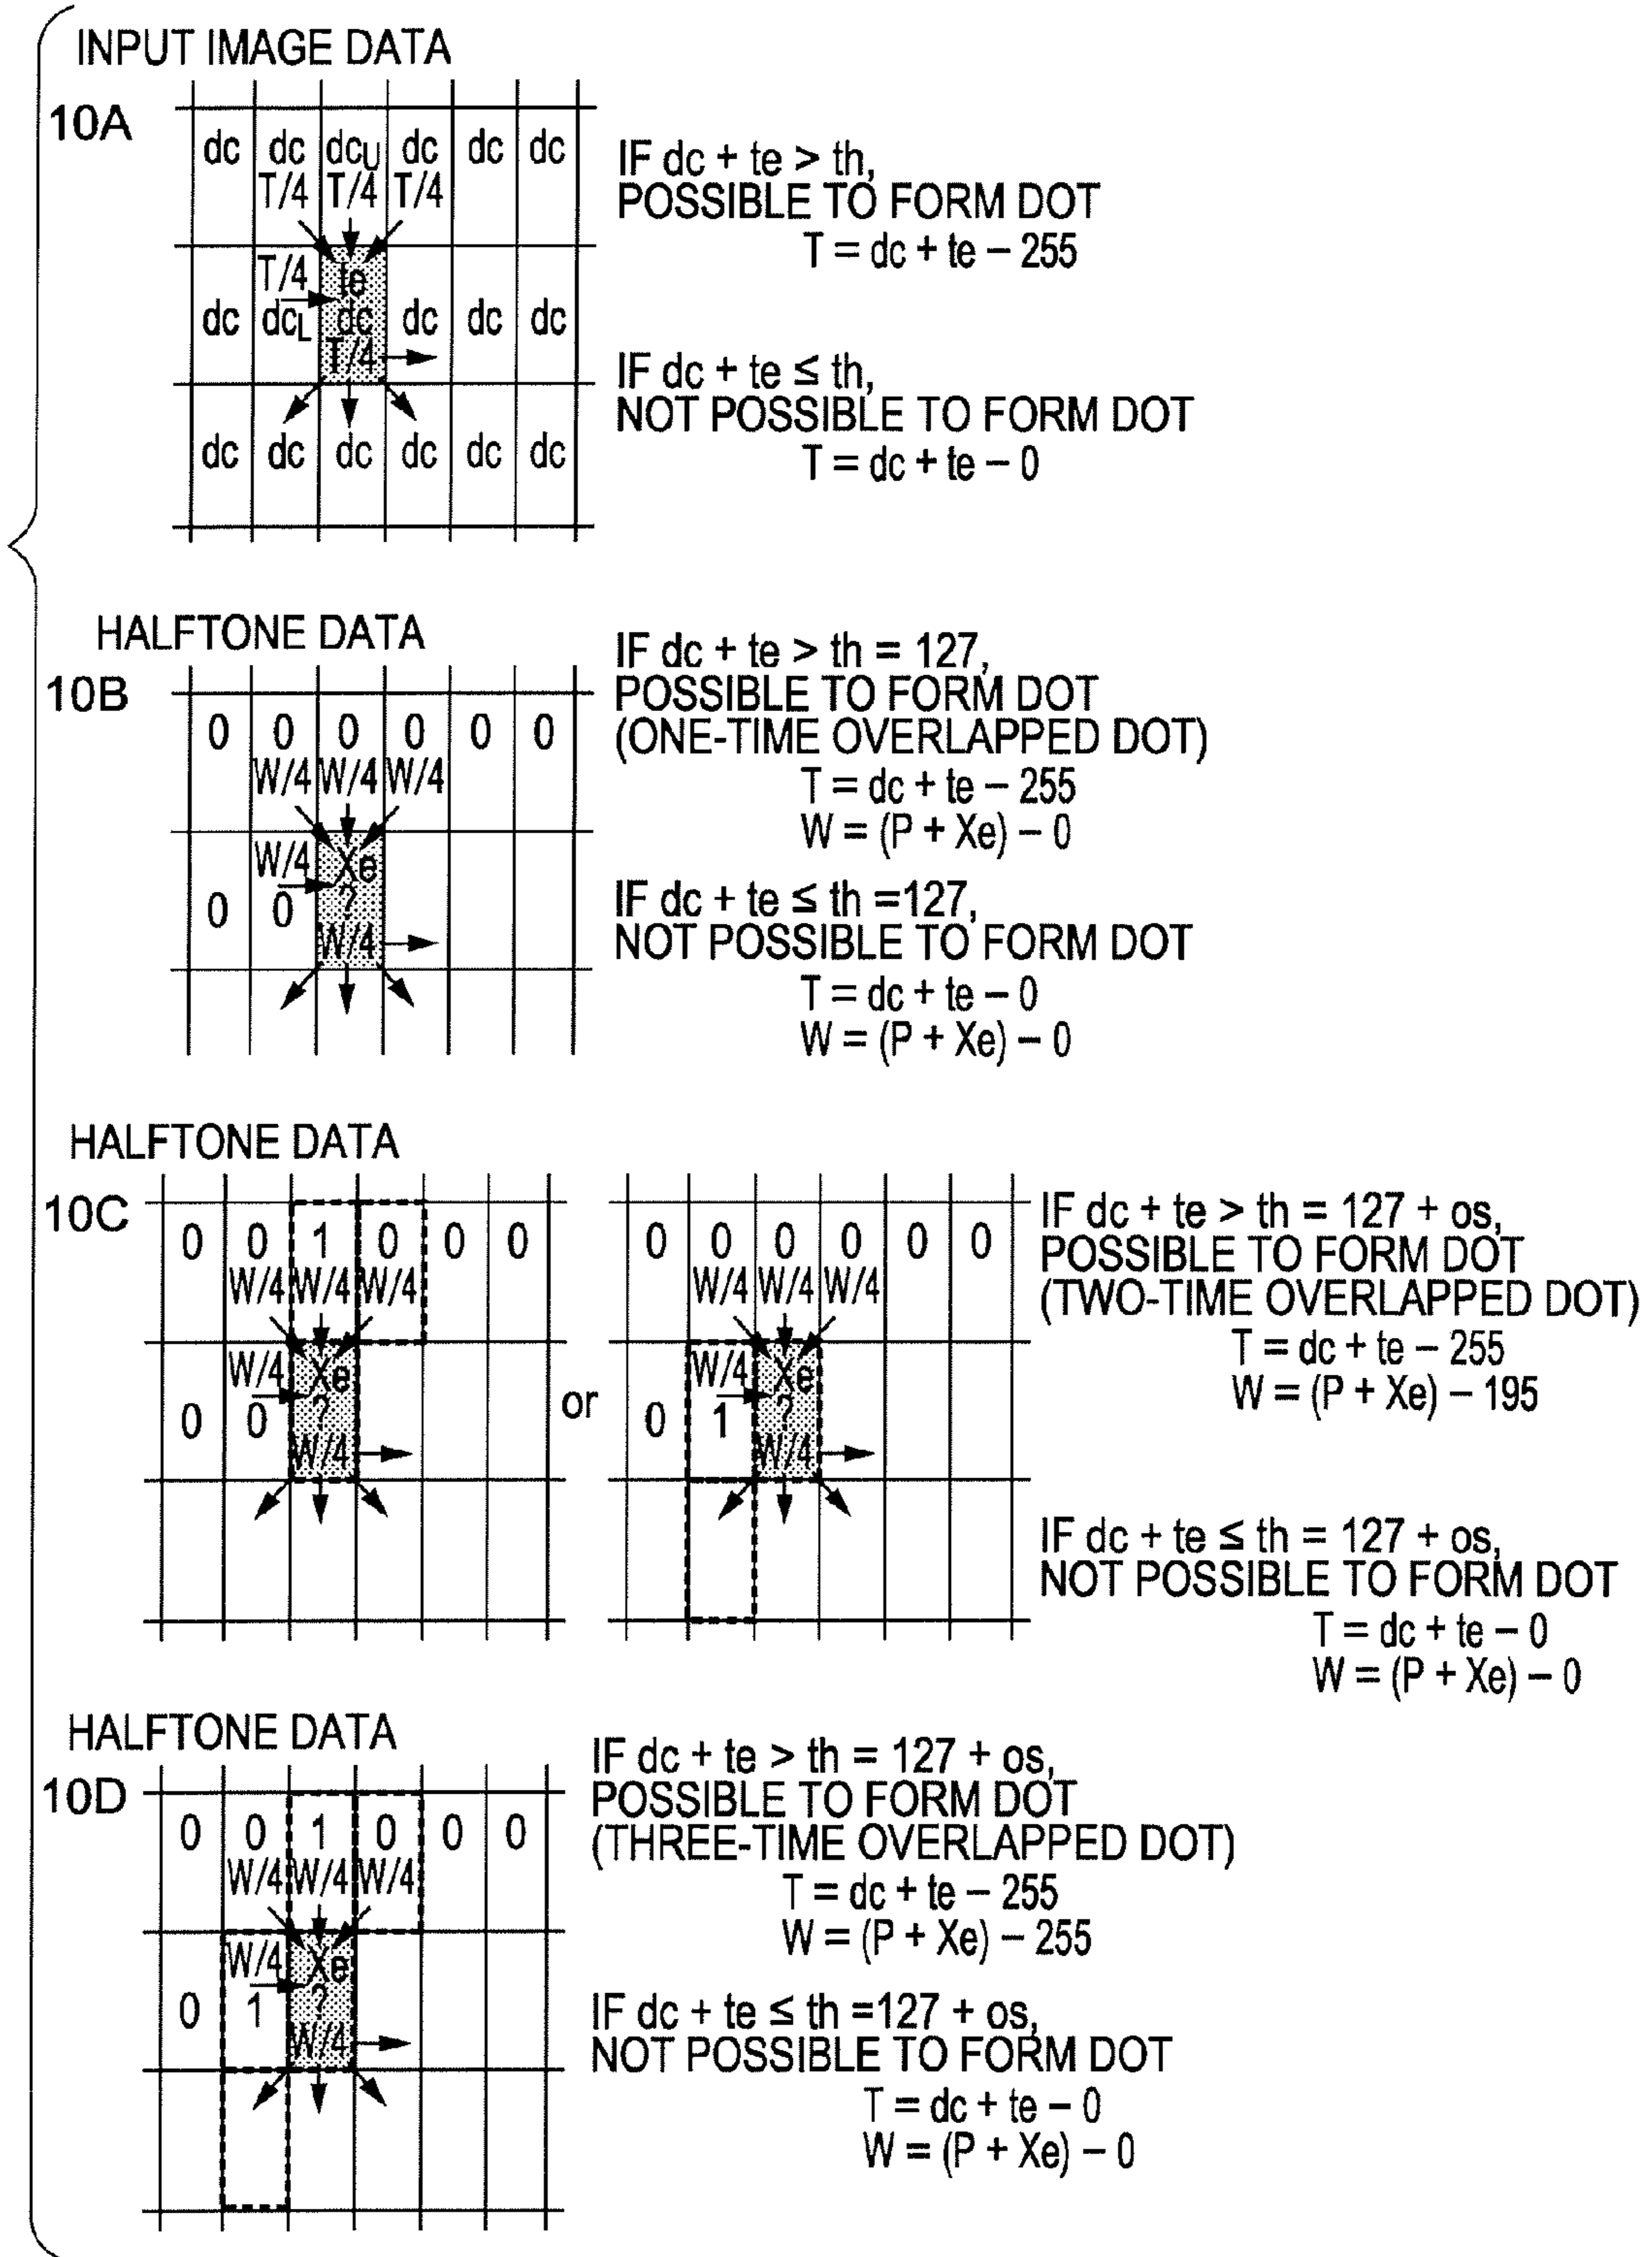 INPUT IMAGE DATA
10A
dc dc dcU dc dc dc
T/4 T/4 T/4
T/4 te
dc dcL dc dc dc dc
T/4
dc dc dc dc dc dc
IF dc + te > th,
POSSIBLE TO FORM DOT
T = dc + te – 255
IF dc + te ≤ th,
NOT POSSIBLE TO FORM DOT
T = dc + te – 0
HALFTONE DATA
10B
0 0 0 0 0 0
W/4 W/4 W/4
W/4 Xe
0 0 ?
W/4
IF dc + te > th = 127,
POSSIBLE TO FORM DOT
(ONE-TIME OVERLAPPED DOT)
T = dc + te – 255
W = (P + Xe) – 0
IF dc + te ≤ th =127,
NOT POSSIBLE TO FORM DOT
T = dc + te – 0
W = (P + Xe) – 0
HALFTONE DATA
10C
0 0 1 0 0 0
W/4 W/4 W/4
W/4 Xe
0 0 ?
W/4
or
0 0 0 0 0 0
W/4 W/4 W/4
W/4 Xe
0 1 ?
W/4
IF dc + te > th = 127 + os,
POSSIBLE TO FORM DOT
(TWO-TIME OVERLAPPED DOT)
T = dc + te – 255
W = (P + Xe) – 195
IF dc + te ≤ th = 127 + os,
NOT POSSIBLE TO FORM DOT
T = dc + te – 0
W = (P + Xe) – 0
HALFTONE DATA
10D
0 0 1 0 0 0
W/4 W/4 W/4
W/4 Xe
0 1 ?
W/4
IF dc + te > th = 127 + os,
POSSIBLE TO FORM DOT
(THREE-TIME OVERLAPPED DOT)
T = dc + te – 255
W = (P + Xe) – 255
IF dc + te ≤ th =127 + os,
NOT POSSIBLE TO FORM DOT
T = dc + te – 0
W = (P + Xe) – 0